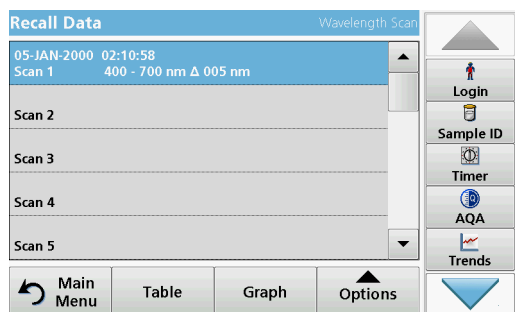 Recall Data
Wavelength Scan
05-JAN-2000 02:10:58
Scan 1 400 - 700 nm Δ 005 nm
Scan 2
Scan 3
Scan 4
Scan 5
Main Menu
Table
Graph
Options
Login
Sample ID
Timer
AQA
Trends